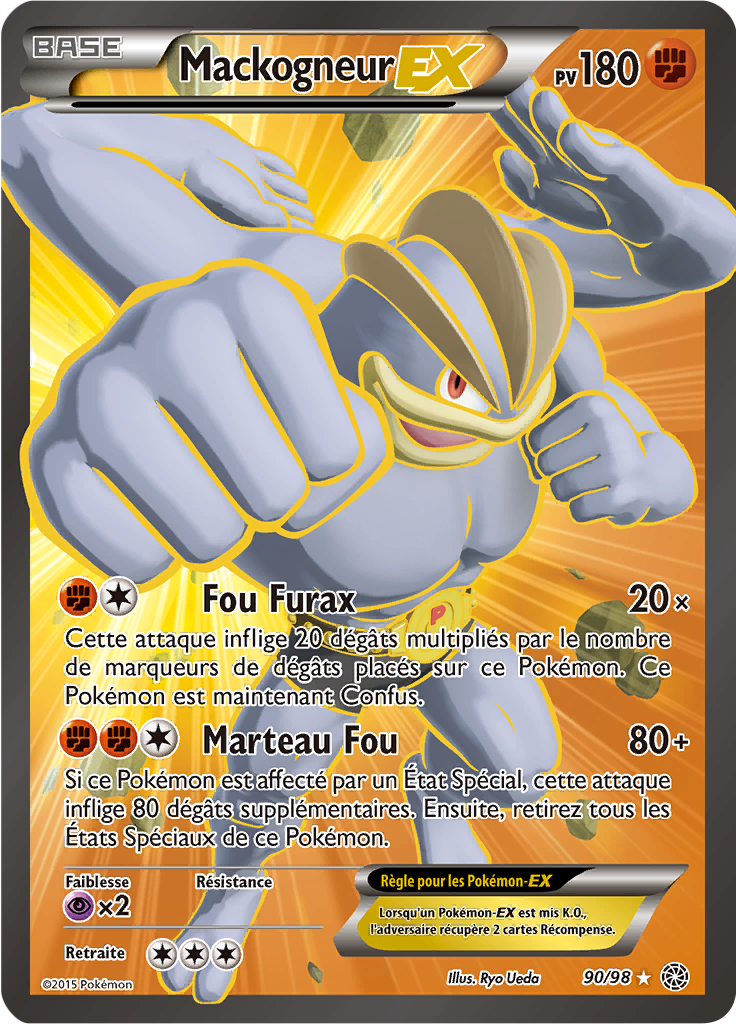 BASE
Mackogneur EX
PV 180
Fou Furax 20×
Cette attaque inflige 20 dégâts multipliés par le nombre
de marqueurs de dégâts placés sur ce Pokémon. Ce
Pokémon est maintenant Confus.
Marteau Fou 80+
Si ce Pokémon est affecté par un État Spécial, cette attaque
inflige 80 dégâts supplémentaires. Ensuite, retirez tous les
États Spéciaux de ce Pokémon.
Faiblesse
Résistance
×2
Retraite
Règle pour les Pokémon-EX
Lorsqu'un Pokémon-EX est mis K.O.,
l'adversaire récupère 2 cartes Récompense.
©2015 Pokémon
Illus. Ryo Ueda
90/98
P